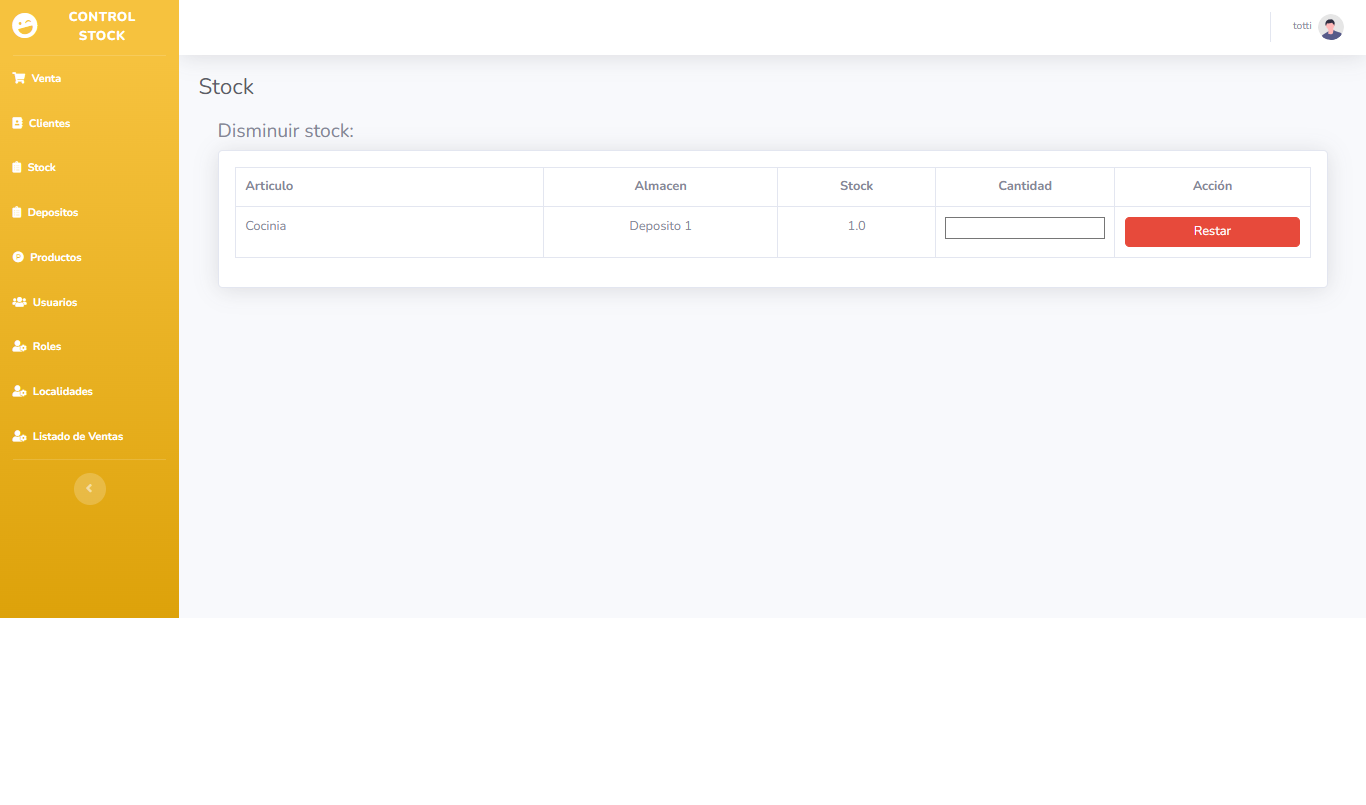 CONTROL
STOCK
totti
Venta
Clientes
Stock
Depositos
Productos
Usuarios
Roles
Localidades
Listado de Ventas
Stock
Disminuir stock:
Articulo Almacen Stock Cantidad Acción
Cocinia Deposito 1 1.0 Restar